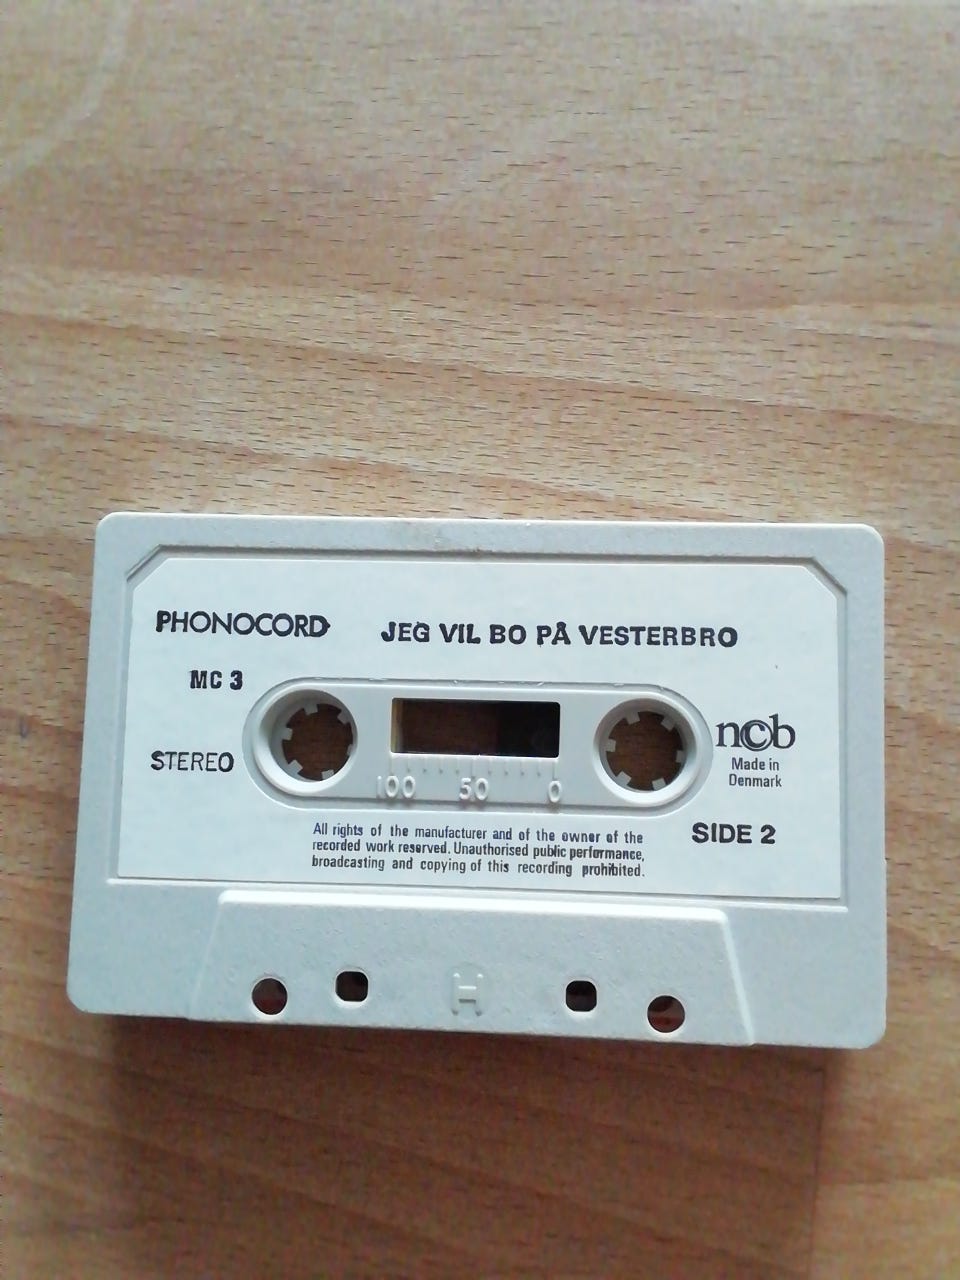 PHONOCORD
JEG VIL BO PÅ VESTERBRO
MC 3
STEREO
ncb
Made in
Denmark
100 50 0
SIDE 2
All rights of the manufacturer and of the owner of the
recorded work reserved. Unauthorised public performance,
broadcasting and copying of this recording prohibited.
H